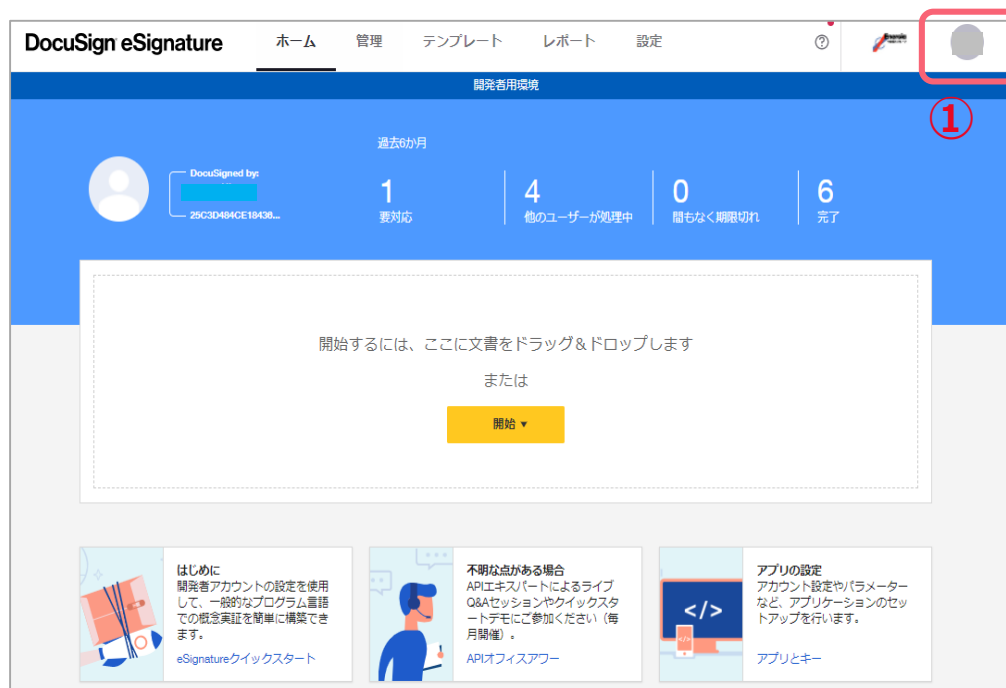 DocuSign eSignature
ホーム
管理
テンプレート
レポート
設定
?
①
開発者用環境
過去6か月
DocuSigned by:
25C3D484CE18438...
1
要対応
4
他のユーザーが処理中
0
間もなく期限切れ
6
完了
開始するには、ここに文書をドラッグ&ドロップします
または
開始 ▼
はじめに
開発者アカウントの設定を使用
して、一般的なプログラム言語
での概念実証を簡単に構築でき
ます。
eSignatureクイックスタート
不明な点がある場合
APIエキスパートによるライブ
Q&Aセッションやクイックスタ
ートデモにご参加ください（毎
月開催）。
APIオフィスアワー
</>
</>
アプリの設定
アカウント設定やパラメーター
など、アプリケーションのセッ
トアップを行います。
アプリとキー